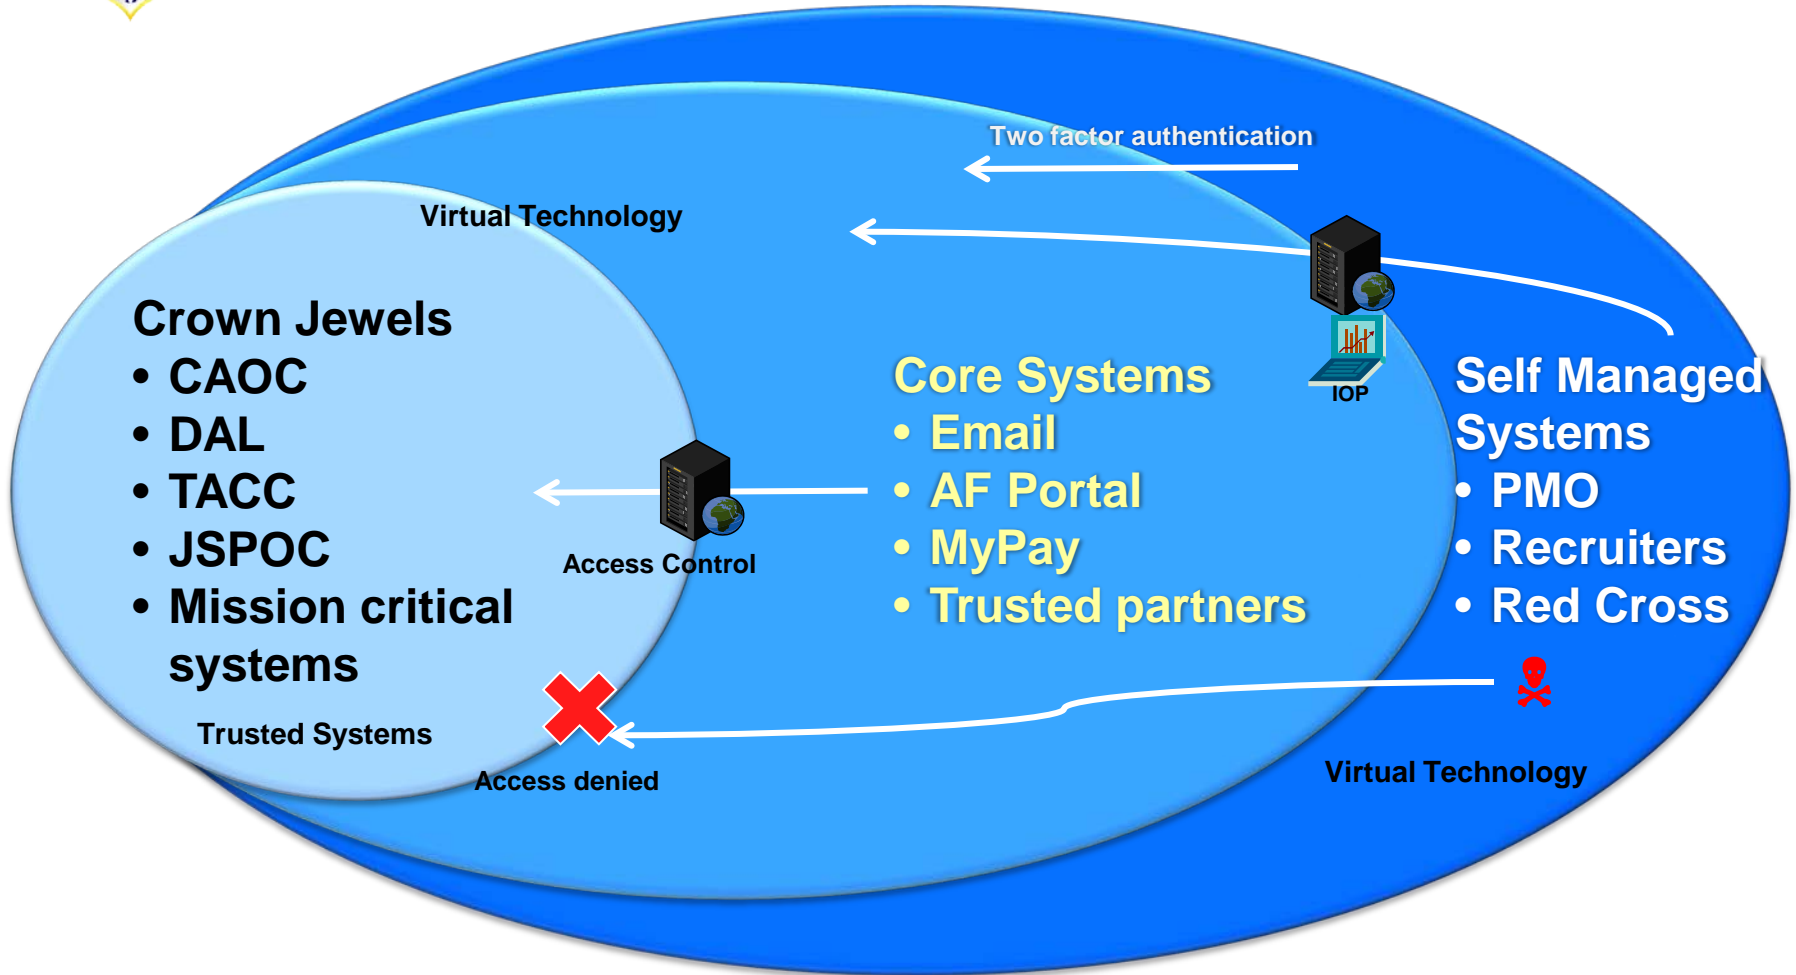 Two factor authentication
Virtual Technology
Crown Jewels
• CAOC
• DAL
• TACC
• JSPOC
• Mission critical
systems
Trusted Systems
Access Control
Access denied
Core Systems
• Email
• AF Portal
• MyPay
• Trusted partners
IOP
Self Managed
Systems
• PMO
• Recruiters
• Red Cross
Virtual Technology